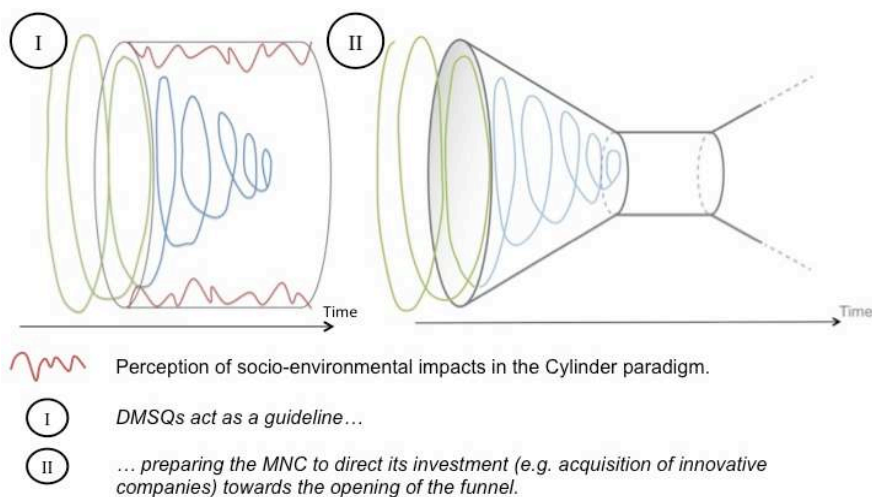 I
II
Time
Time
Perception of socio-environmental impacts in the Cylinder paradigm.
I
DMSQs act as a guideline…
II
… preparing the MNC to direct its investment (e.g. acquisition of innovative
companies) towards the opening of the funnel.